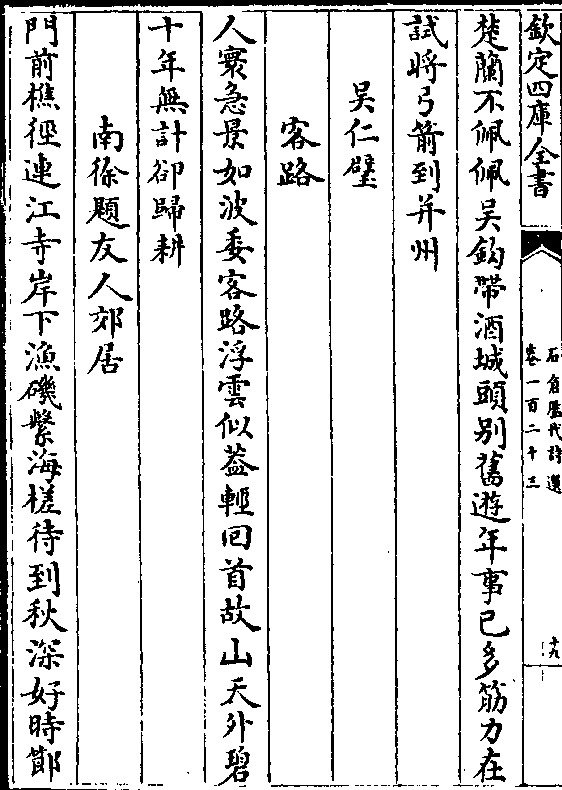 欽定四庫全書
石倉歷代詩選
卷一百二十三
十九
楚蘭不佩佩吳鈎帶酒城頭别舊遊年事已多筋力在
試將弓箭到并州
吳仁璧
客路
人寰急景如波委客路浮雲似葢輕回首故山天外碧
十年無計卻歸耕
南徐題友人郊居
門前樵徑連江寺岸下漁磯繫海槎待到秋深好時節